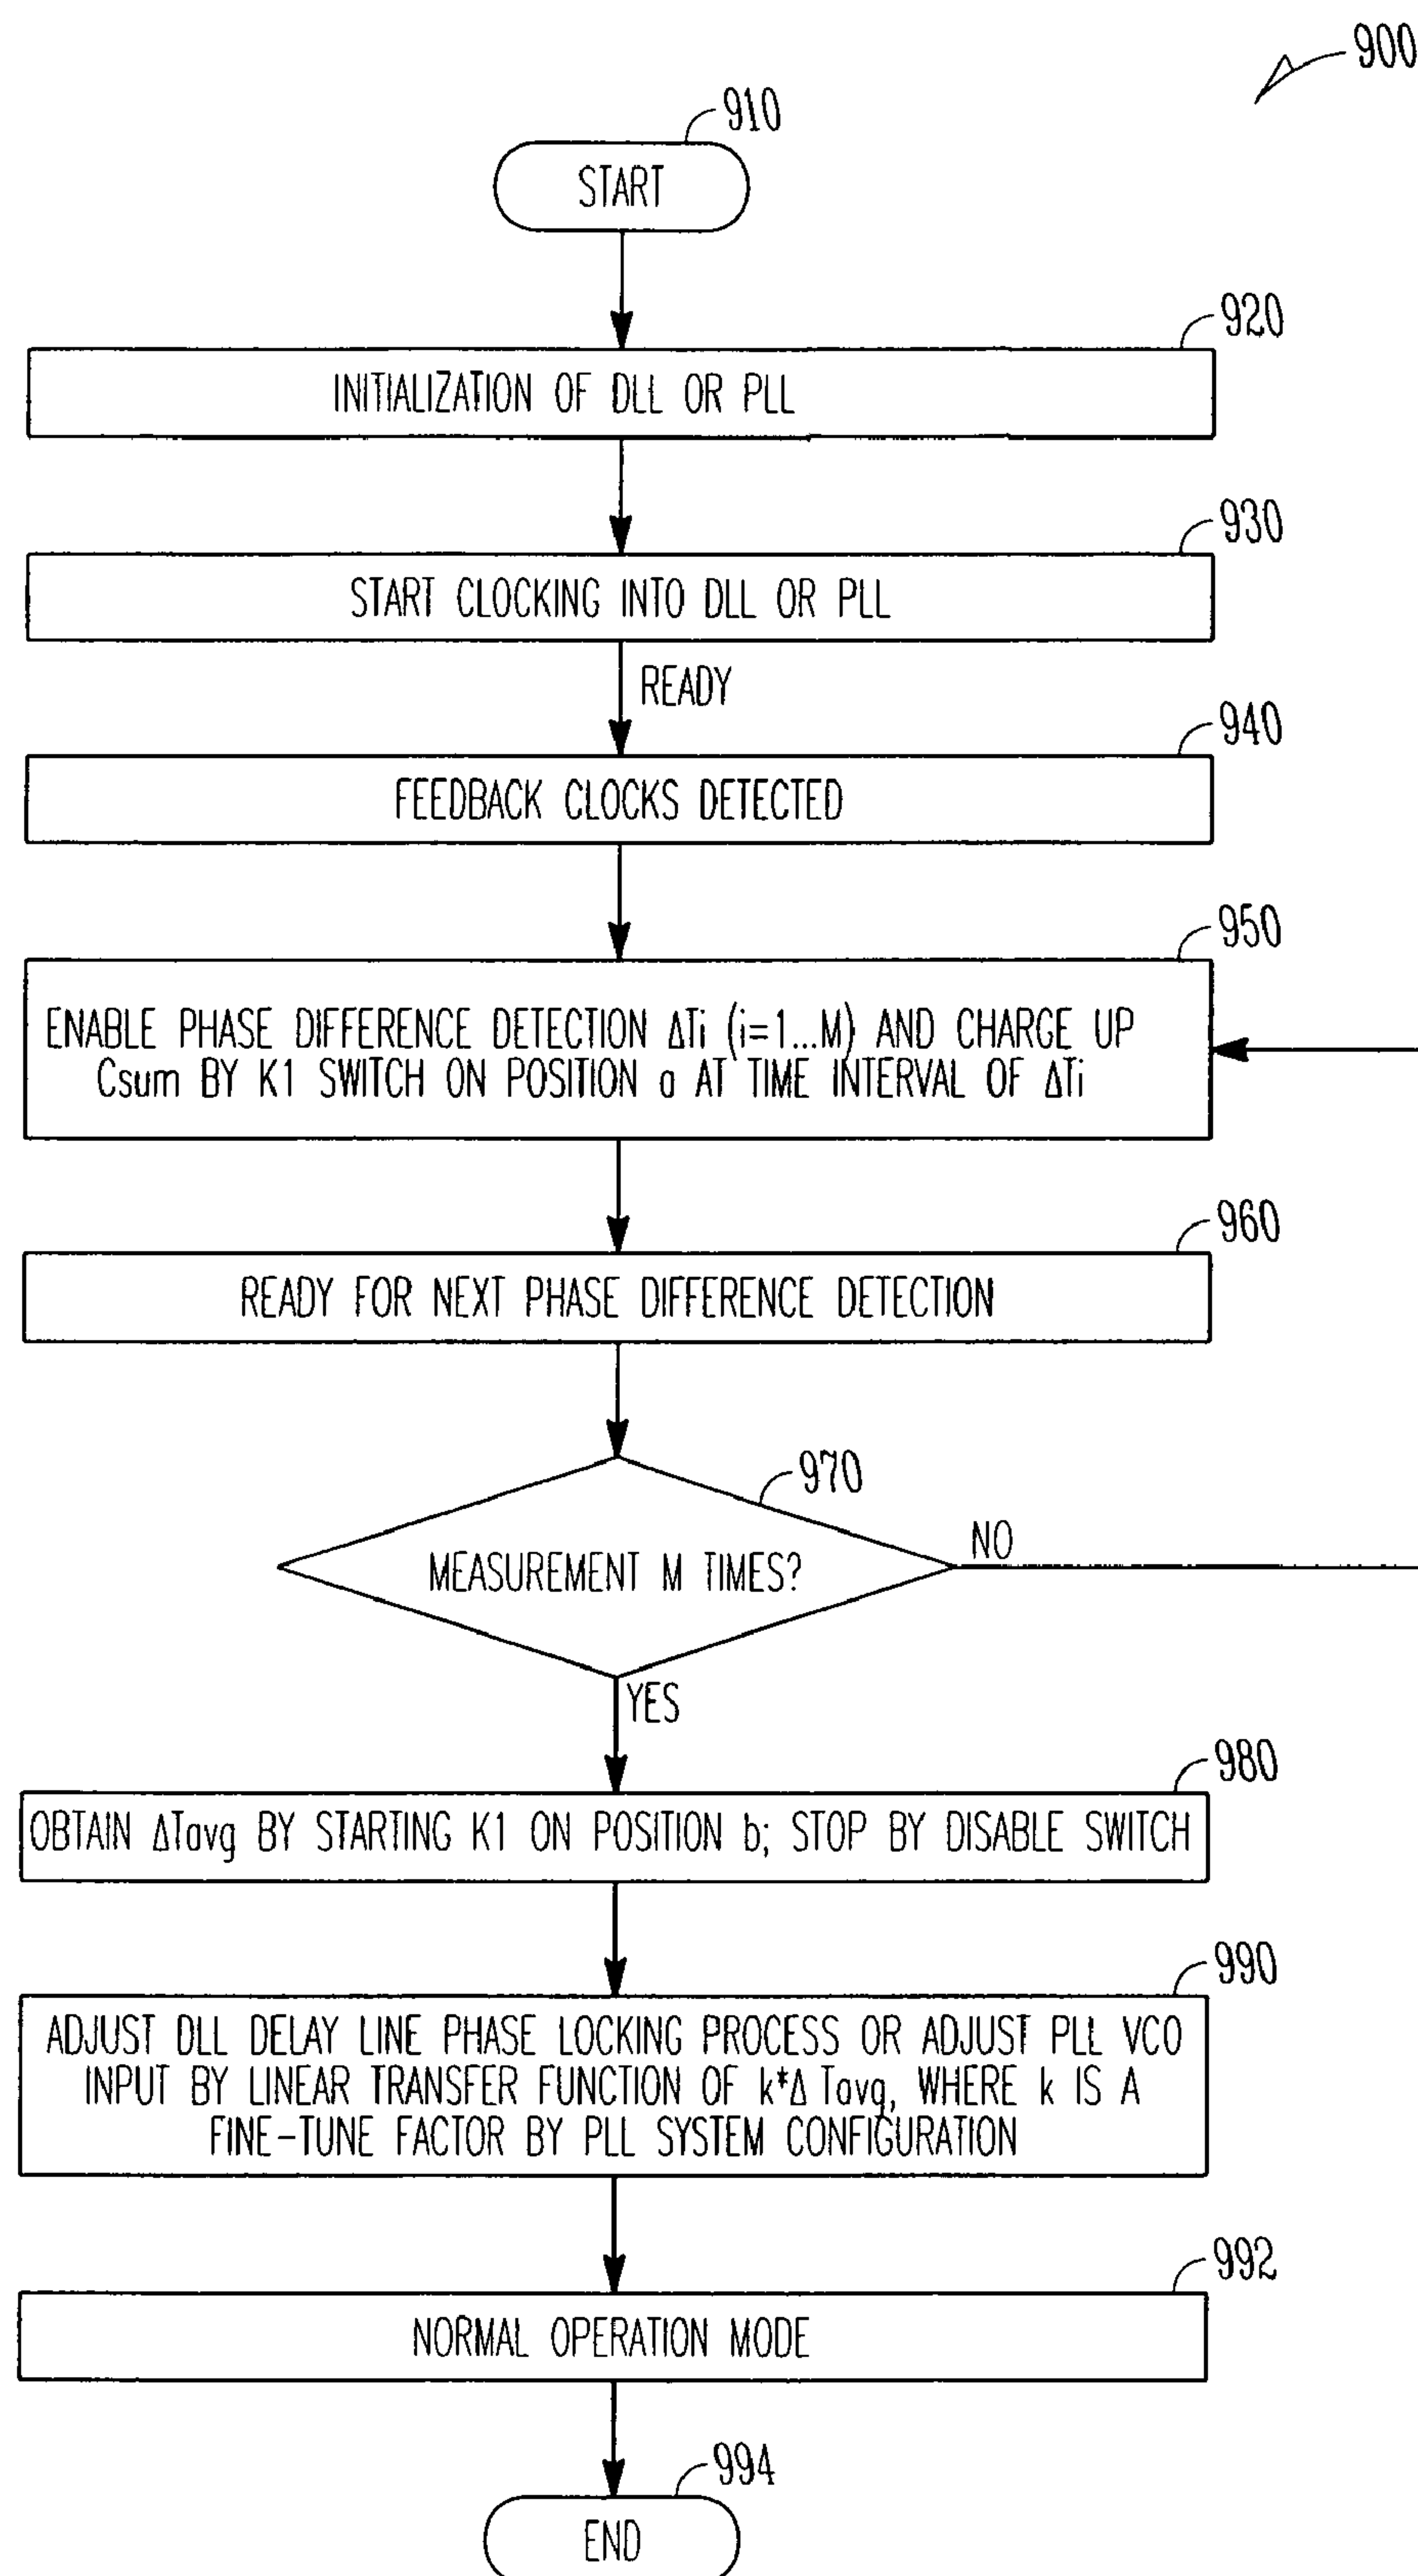 900
910
START
920
INITIALIZATION OF DLL OR PLL
930
START CLOCKING INTO DLL OR PLL
READY
940
FEEDBACK CLOCKS DETECTED
950
ENABLE PHASE DIFFERENCE DETECTION ΔTi (i=1...M) AND CHARGE UP
Csum BY K1 SWITCH ON POSITION a AT TIME INTERVAL OF ΔTi
960
READY FOR NEXT PHASE DIFFERENCE DETECTION
970
MEASUREMENT M TIMES?
NO
YES
980
OBTAIN ΔTavg BY STARTING K1 ON POSITION b; STOP BY DISABLE SWITCH
990
ADJUST DLL DELAY LINE PHASE LOCKING PROCESS OR ADJUST PLL VCO
INPUT BY LINEAR TRANSFER FUNCTION OF k*Δ Tavg, WHERE k IS A
FINE-TUNE FACTOR BY PLL SYSTEM CONFIGURATION
992
NORMAL OPERATION MODE
994
END